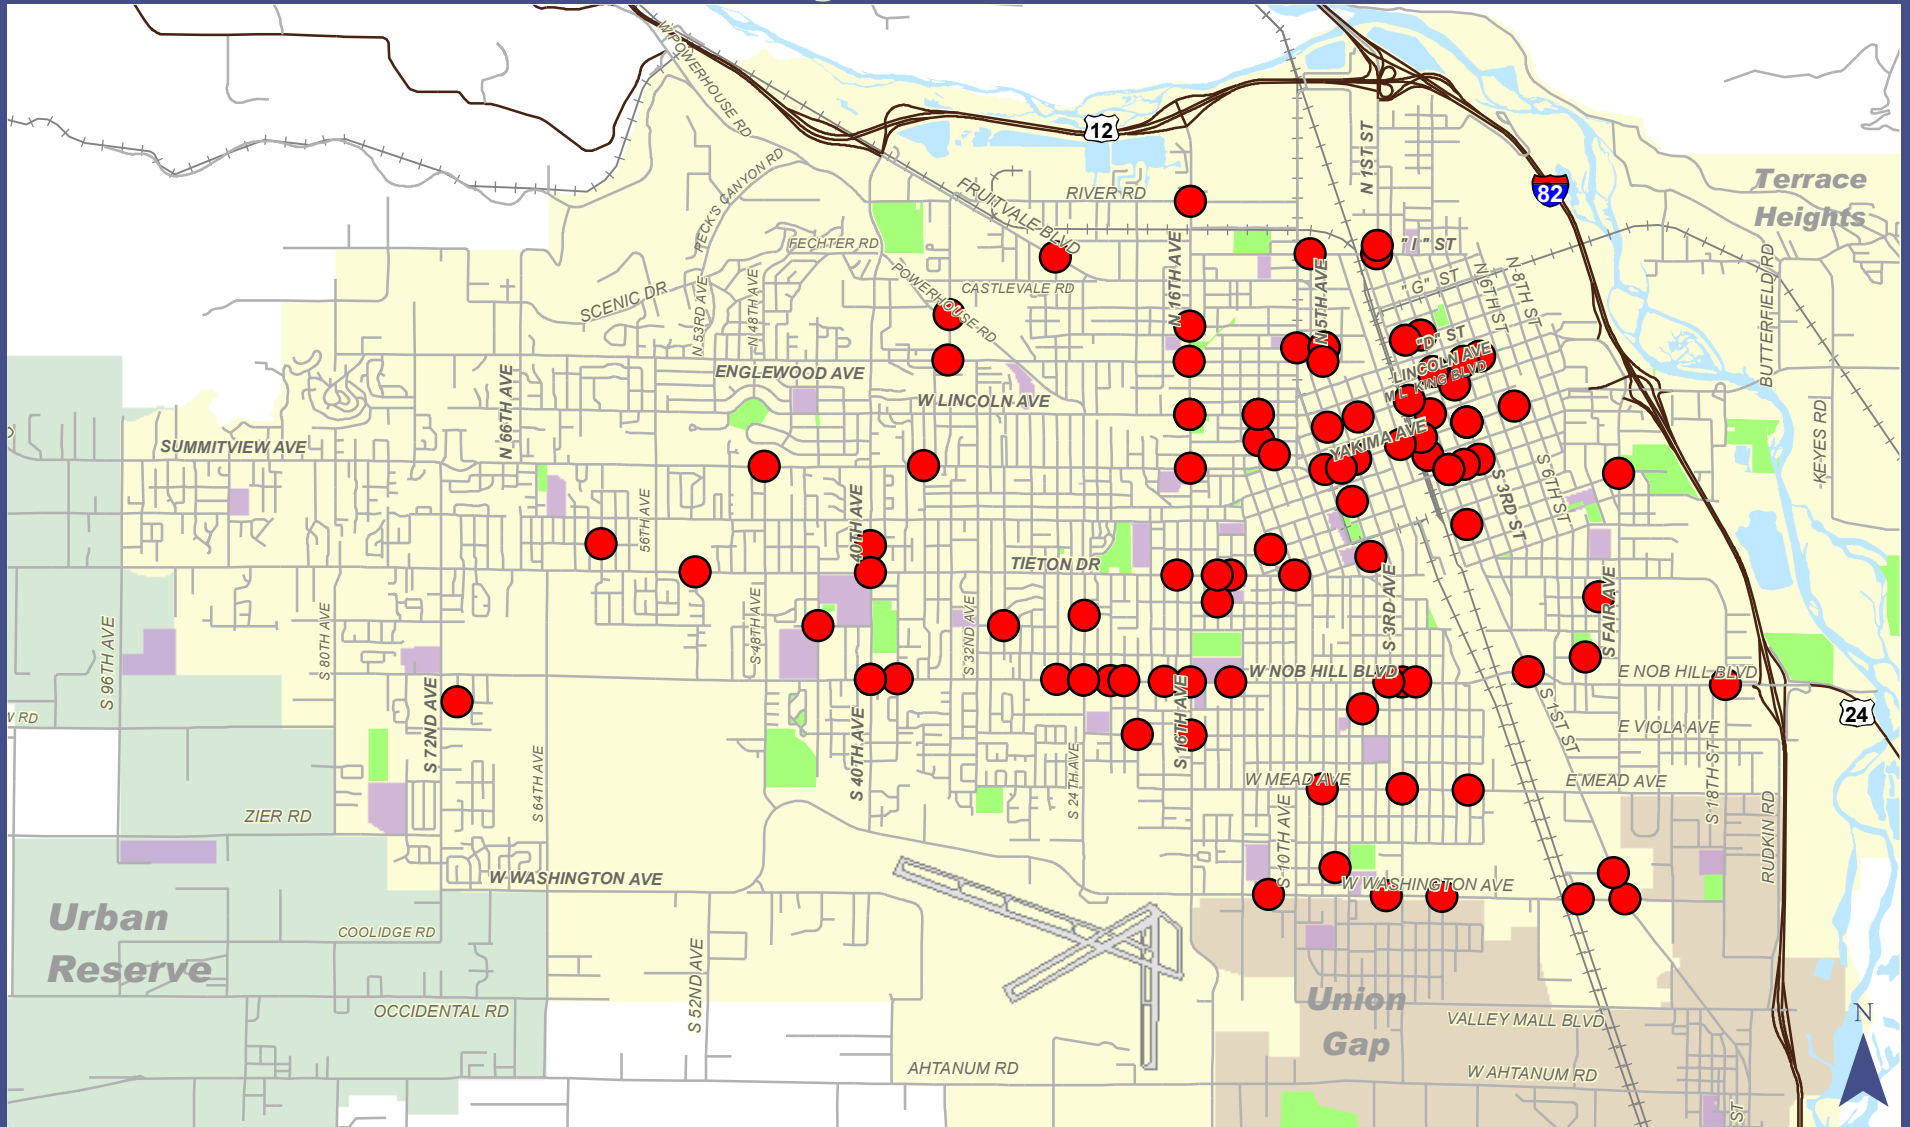 W POWERHOUSE RD
12
N 1ST ST
82
Terrace
Heights
PECK'S CANYON RD
FRUITVALE BLVD
RIVER RD
FECHTER RD
N 16TH AVE
"I" ST
N 5TH AVE
POWERHOUSE RD
CASTLEVALE RD
"G" ST
N 6TH ST
N 8TH ST
BUTTERFIELD RD
SCENIC DR
N 53RD AVE
N 48TH AVE
"D" ST
LINCOLN AVE
M L KING BLVD
ENGLEWOOD AVE
W LINCOLN AVE
N 66TH AVE
SUMMITVIEW AVE
YAKIMA AVE
KEYES RD
56TH AVE
40TH AVE
S 3RD ST
S 6TH ST
TIETON DR
S 3RD AVE
S FAIR AVE
S 96TH AVE
S 80TH AVE
S 48TH AVE
S 32ND AVE
W NOB HILL BLVD
E NOB HILL BLVD
W RD
S 72ND AVE
S 40TH AVE
S 16TH AVE
S 1ST ST
E VIOLA AVE
24
S 64TH AVE
S 24TH AVE
W MEAD AVE
E MEAD AVE
S 18TH ST
ZIER RD
S 10TH AVE
RUDKIN RD
W WASHINGTON AVE
W WASHINGTON AVE
Urban
Reserve
COOLIDGE RD
S 52ND AVE
OCCIDENTAL RD
Union
Gap
VALLEY MALL BLVD
N
AHTANUM RD
W AHTANUM RD
ST